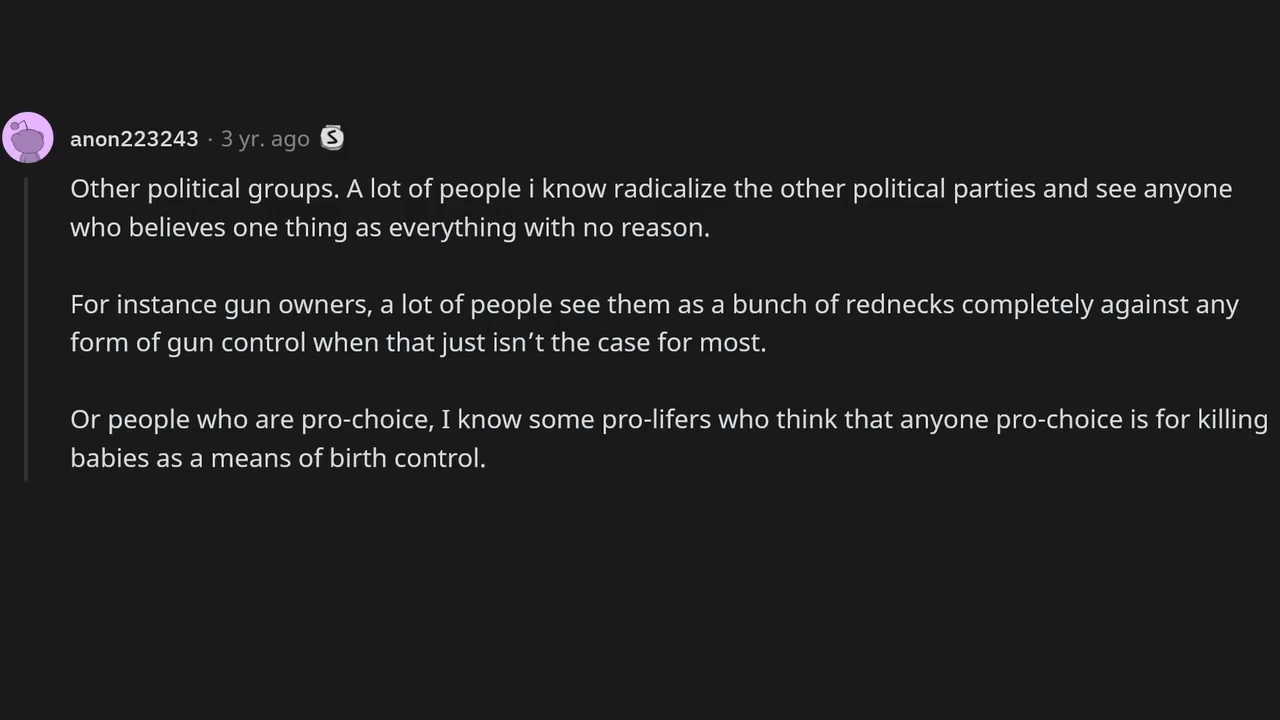 anon223243 · 3 yr. ago
Other political groups. A lot of people i know radicalize the other political parties and see anyone
who believes one thing as everything with no reason.
For instance gun owners, a lot of people see them as a bunch of rednecks completely against any
form of gun control when that just isn’t the case for most.
Or people who are pro-choice, I know some pro-lifers who think that anyone pro-choice is for killing
babies as a means of birth control.